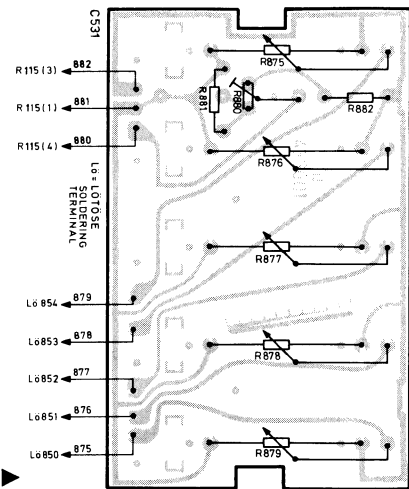 C531
R115(3) 882
R115(1) 881
R115(4) 880
Lö = LÖTÖSE
SOLDERING
TERMINAL
Lö854 879
Lö853 878
Lö852 877
Lö851 876
Lö850 875
R875
R881
R880
R882
R876
R877
R878
R879